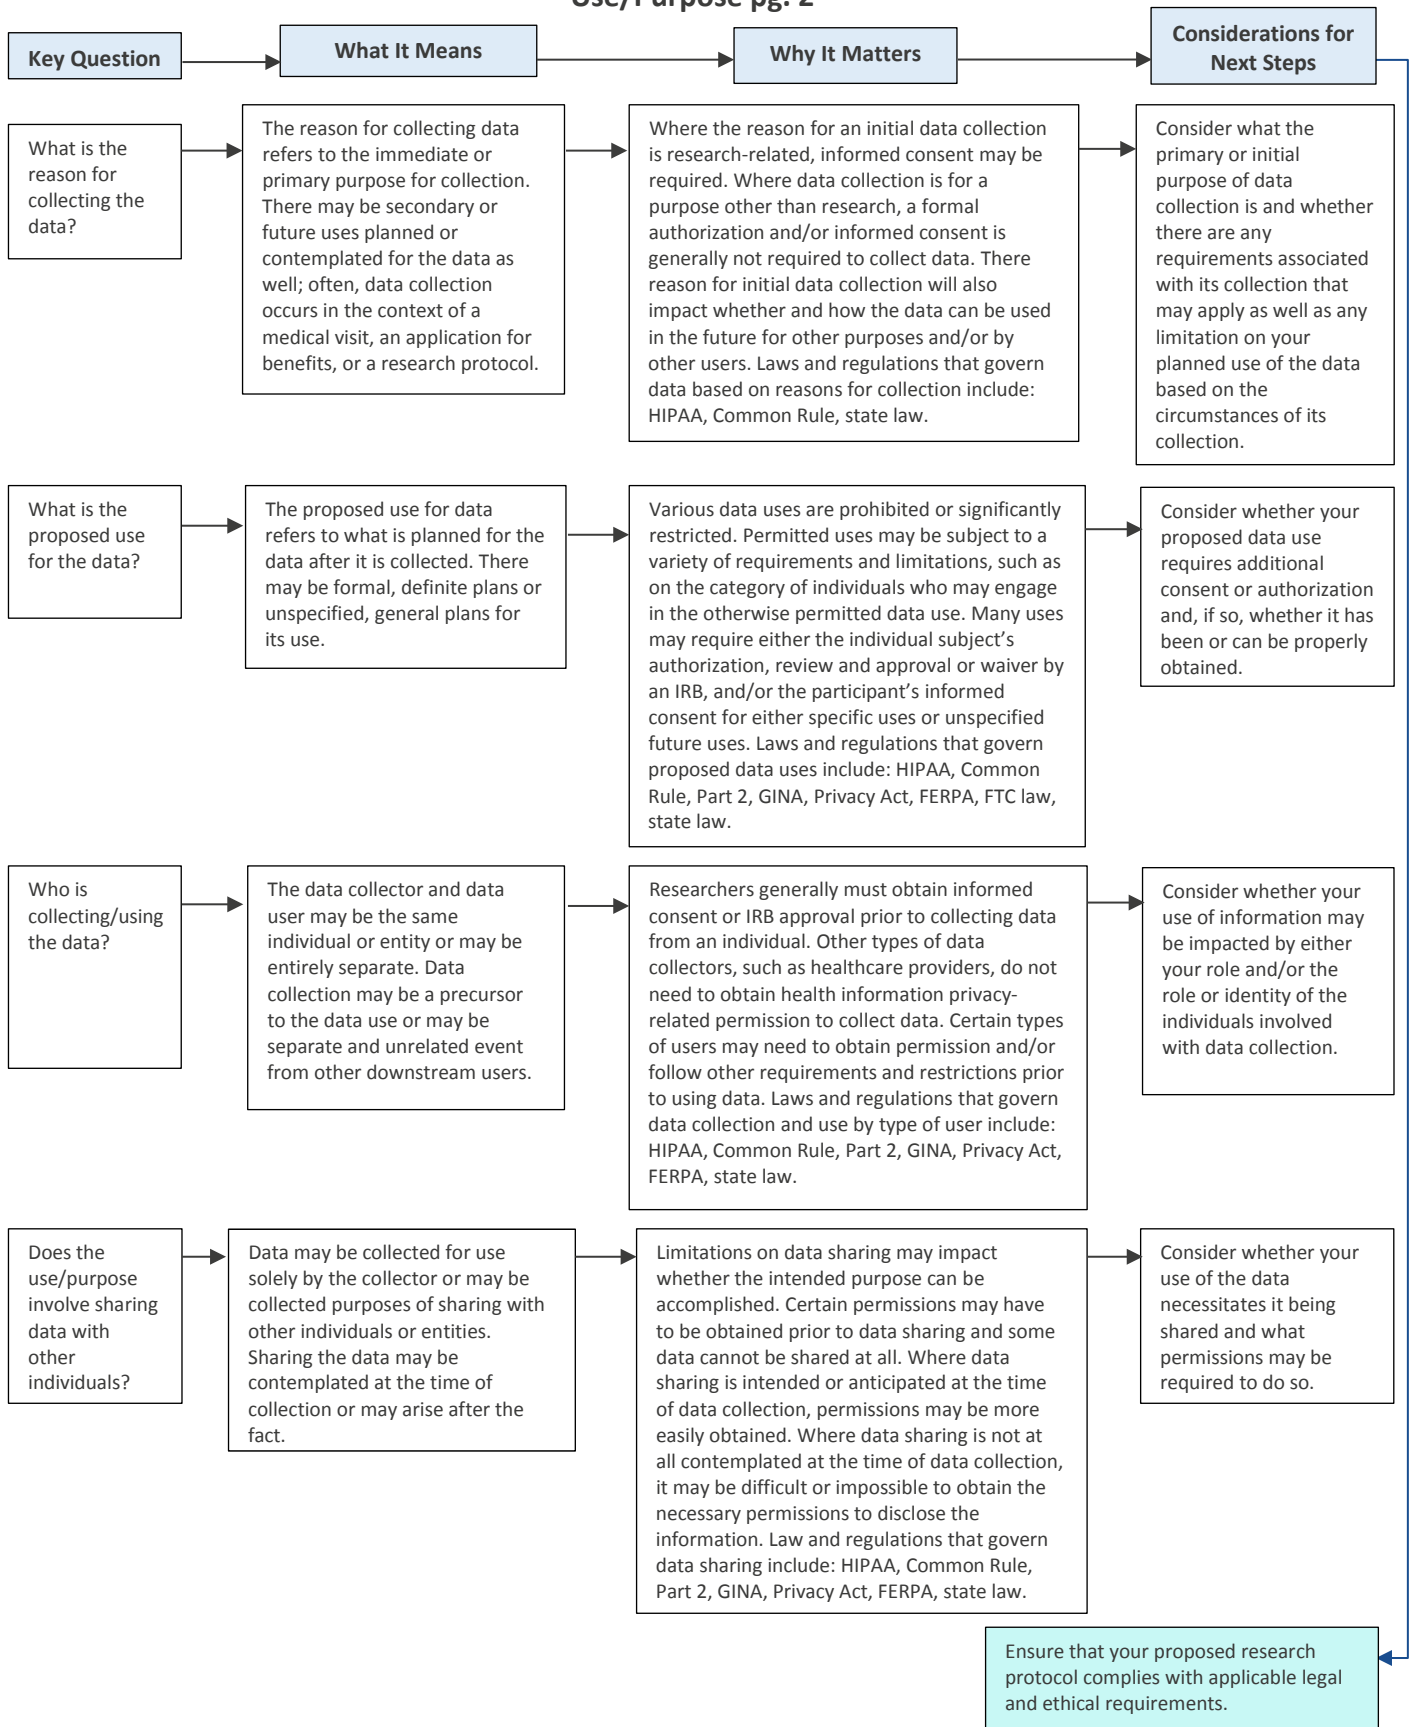 Use/Purpose pg. 2
Key Question
What It Means
Why It Matters
Considerations for
Next Steps
What is the
reason for
collecting the
data?
The reason for collecting data
refers to the immediate or
primary purpose for collection.
There may be secondary or
future uses planned or
contemplated for the data as
well; often, data collection
occurs in the context of a
medical visit, an application for
benefits, or a research protocol.
Where the reason for an initial data collection
is research-related, informed consent may be
required. Where data collection is for a
purpose other than research, a formal
authorization and/or informed consent is
generally not required to collect data. There
reason for initial data collection will also
impact whether and how the data can be used
in the future for other purposes and/or by
other users. Laws and regulations that govern
data based on reasons for collection include:
HIPAA, Common Rule, state law.
Consider what the
primary or initial
purpose of data
collection is and whether
there are any
requirements associated
with its collection that
may apply as well as any
limitation on your
planned use of the data
based on the
circumstances of its
collection.
What is the
proposed use
for the data?
The proposed use for data
refers to what is planned for the
data after it is collected. There
may be formal, definite plans or
unspecified, general plans for
its use.
Various data uses are prohibited or significantly
restricted. Permitted uses may be subject to a
variety of requirements and limitations, such as
on the category of individuals who may engage
in the otherwise permitted data use. Many uses
may require either the individual subject’s
authorization, review and approval or waiver by
an IRB, and/or the participant’s informed
consent for either specific uses or unspecified
future uses. Laws and regulations that govern
proposed data uses include: HIPAA, Common
Rule, Part 2, GINA, Privacy Act, FERPA, FTC law,
state law.
Consider whether your
proposed data use
requires additional
consent or authorization
and, if so, whether it has
been or can be properly
obtained.
Who is
collecting/using
the data?
The data collector and data
user may be the same
individual or entity or may be
entirely separate. Data
collection may be a precursor
to the data use or may be
separate and unrelated event
from other downstream users.
Researchers generally must obtain informed
consent or IRB approval prior to collecting data
from an individual. Other types of data
collectors, such as healthcare providers, do not
need to obtain health information privacy-
related permission to collect data. Certain types
of users may need to obtain permission and/or
follow other requirements and restrictions prior
to using data. Laws and regulations that govern
data collection and use by type of user include:
HIPAA, Common Rule, Part 2, GINA, Privacy Act,
FERPA, state law.
Consider whether your
use of information may
be impacted by either
your role and/or the
role or identity of the
individuals involved
with data collection.
Does the
use/purpose
involve sharing
data with
other
individuals?
Data may be collected for use
solely by the collector or may be
collected purposes of sharing with
other individuals or entities.
Sharing the data may be
contemplated at the time of
collection or may arise after the
fact.
Limitations on data sharing may impact
whether the intended purpose can be
accomplished. Certain permissions may have
to be obtained prior to data sharing and some
data cannot be shared at all. Where data
sharing is intended or anticipated at the time
of data collection, permissions may be more
easily obtained. Where data sharing is not at
all contemplated at the time of data collection,
it may be difficult or impossible to obtain the
necessary permissions to disclose the
information. Law and regulations that govern
data sharing include: HIPAA, Common Rule,
Part 2, GINA, Privacy Act, FERPA, state law.
Consider whether your
use of the data
necessitates it being
shared and what
permissions may be
required to do so.
Ensure that your proposed research
protocol complies with applicable legal
and ethical requirements.